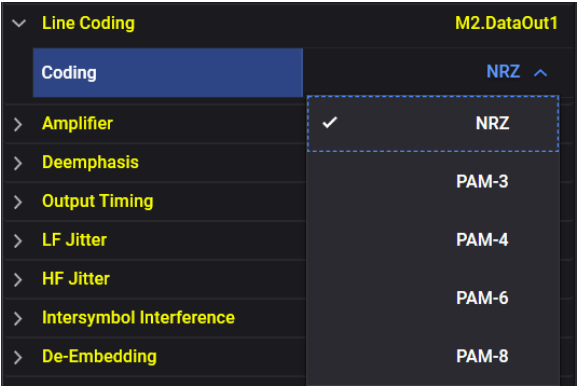 Line Coding M2.DataOut1
Coding NRZ
Amplifier NRZ
Deemphasis PAM-3
Output Timing
LF Jitter PAM-4
HF Jitter PAM-6
Intersymbol Interference
De-Embedding PAM-8